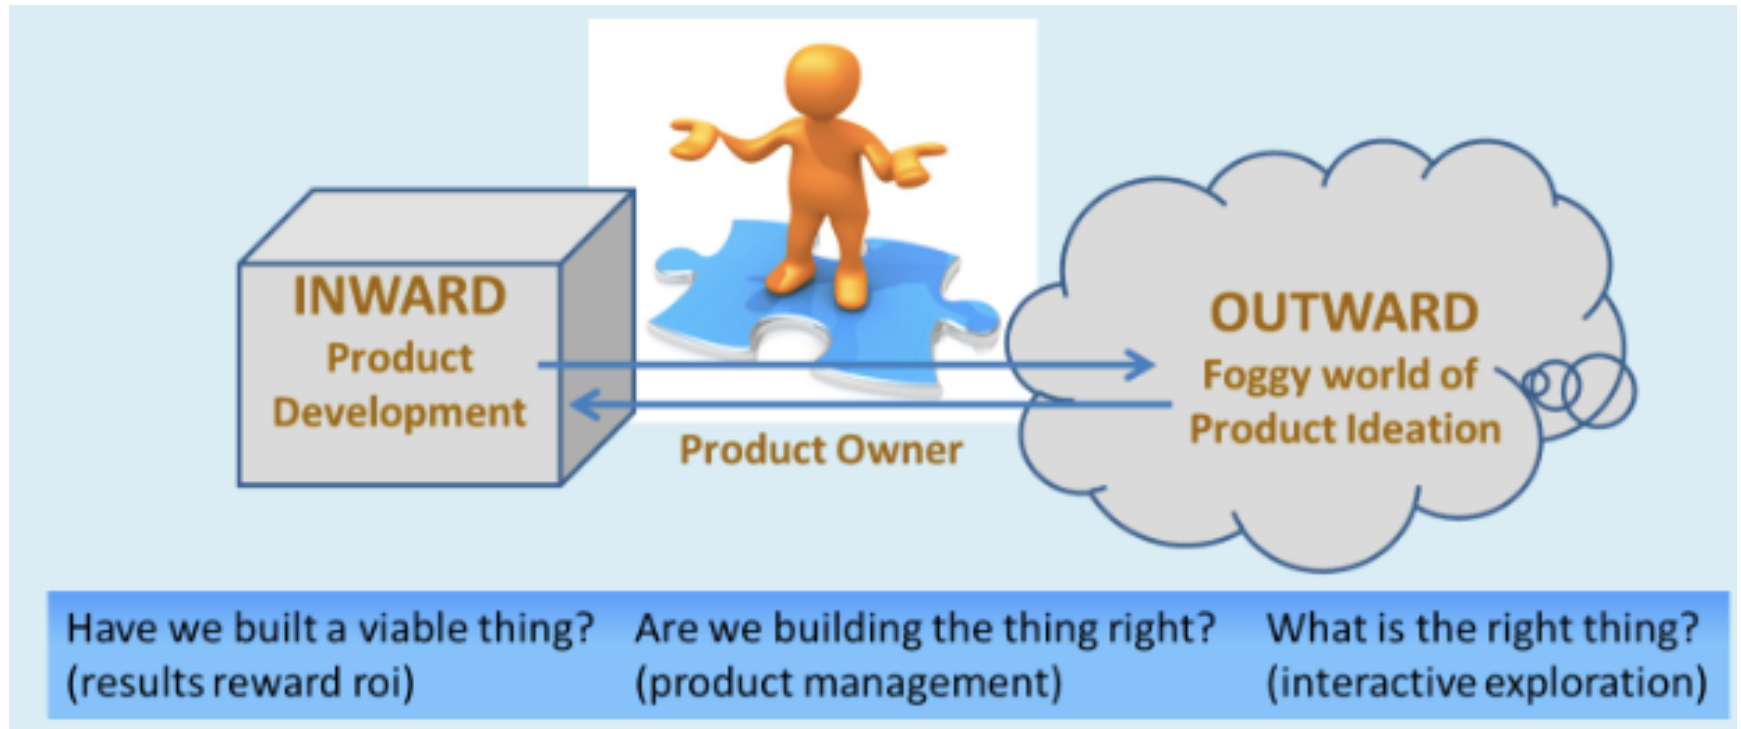 INWARD
Product
Development
Product Owner
OUTWARD
Foggy world of
Product Ideation
Have we built a viable thing?
(results reward roi)
Are we building the thing right?
(product management)
What is the right thing?
(interactive exploration)